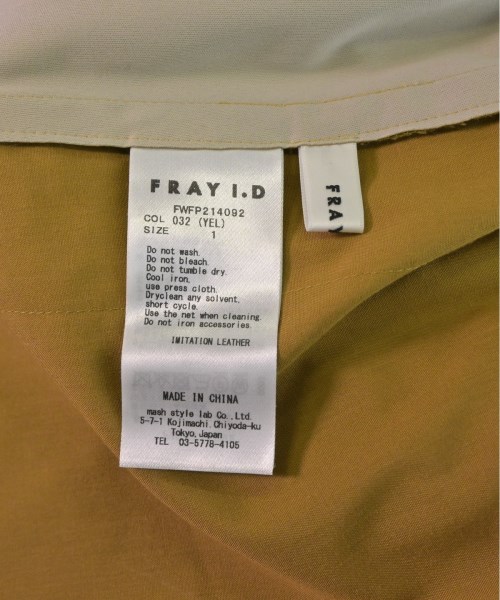 FRAY I.D
FWFP214092
COL 032 (YEL)
SIZE 1
Do not wash.
Do not bleach.
Do not tumble dry.
Cool iron.
use press cloth.
Dryclean any solvent,
short cycle.
Use the net when cleaning.
Do not iron accessories.
IMITATION LEATHER
MADE IN CHINA
mash style lab Co.,Ltd.
5-7-1 Kojimachi,Chiyoda-ku
Tokyo,Japan
TEL 03-5778-4105
FRAY